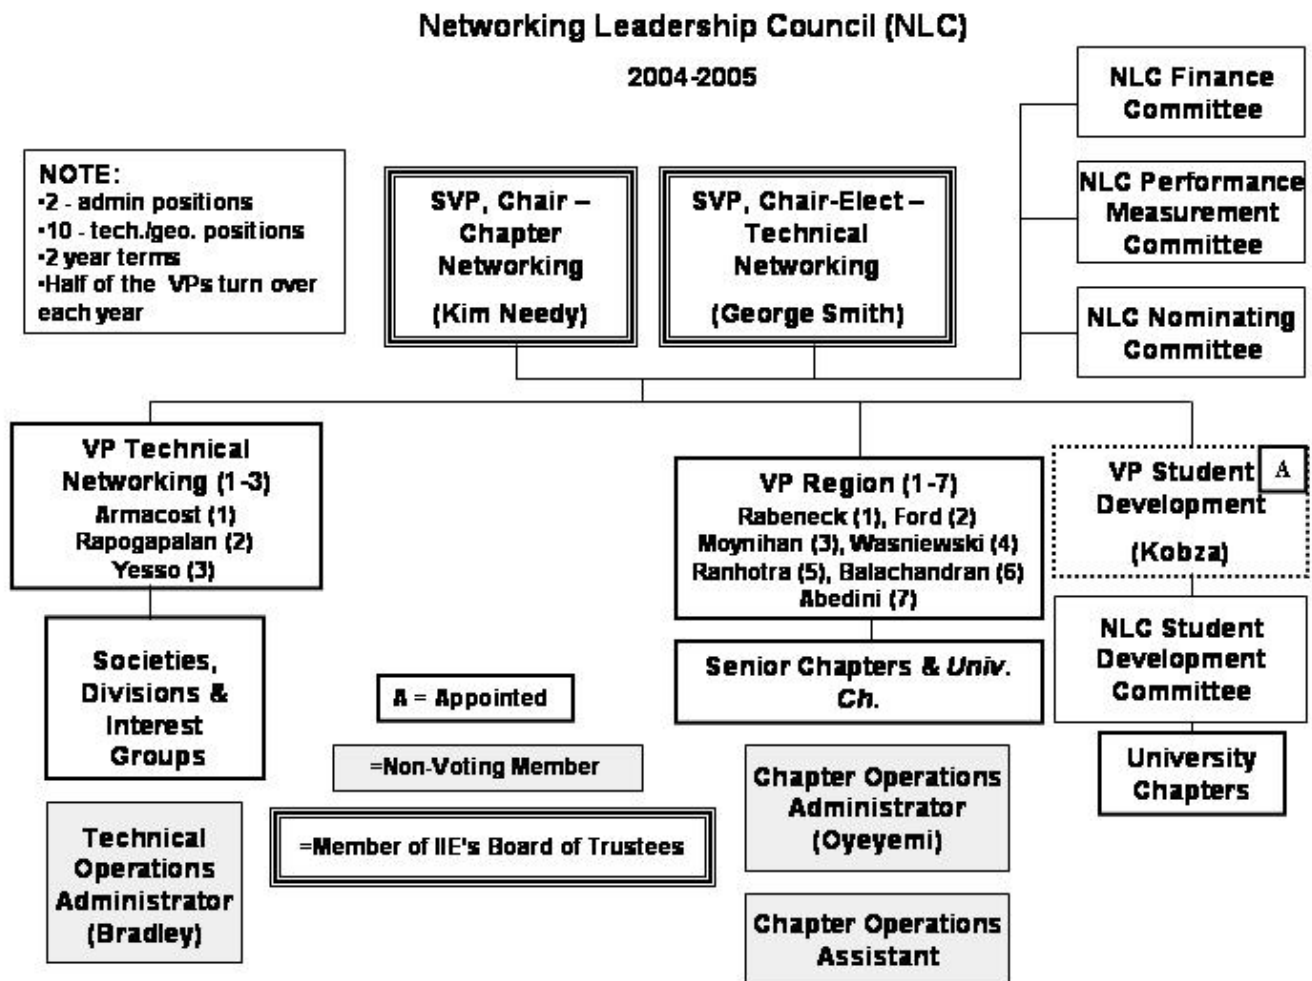 Networking Leadership Council (NLC)
2004-2005
NOTE:
•2 - admin positions
•10 - tech./geo. positions
•2 year terms
•Half of the VPs turn over
each year
SVP, Chair –
Chapter
Networking
(Kim Needy)
SVP, Chair-Elect –
Technical
Networking
(George Smith)
NLC Finance
Committee
NLC Performance
Measurement
Committee
NLC Nominating
Committee
VP Technical
Networking (1-3)
Armacost (1)
Rapogapalan (2)
Yesso (3)
VP Region (1-7)
Rabeneck (1), Ford (2)
Moynihan (3), Wasniewski (4)
Ranhotra (5), Balachandran (6)
Abedini (7)
VP Student
Development
(Kobza)
A
Societies,
Divisions &
Interest
Groups
Senior Chapters & Univ.
Ch.
NLC Student
Development
Committee
University
Chapters
A = Appointed
=Non-Voting Member
=Member of IIE's Board of Trustees
Technical
Operations
Administrator
(Bradley)
Chapter Operations
Administrator
(Oyeyemi)
Chapter Operations
Assistant